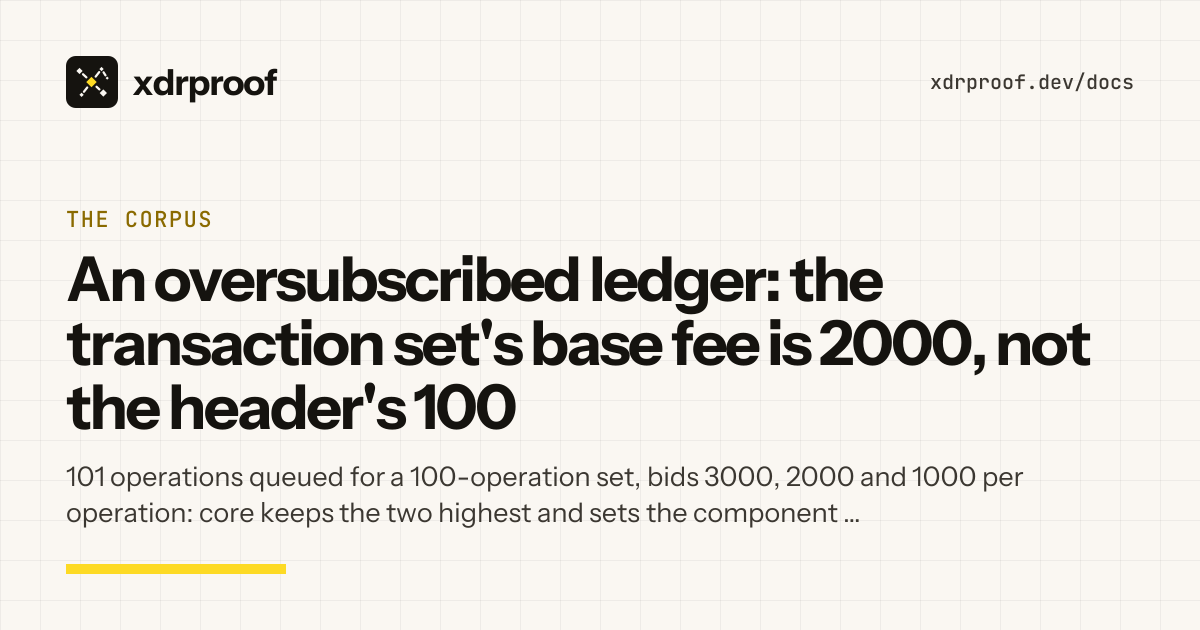 xdrproof
xdrproof.dev/docs
THE CORPUS
An oversubscribed ledger: the
transaction set's base fee is 2000, not
the header's 100
101 operations queued for a 100-operation set, bids 3000, 2000 and 1000 per
operation: core keeps the two highest and sets the component ...